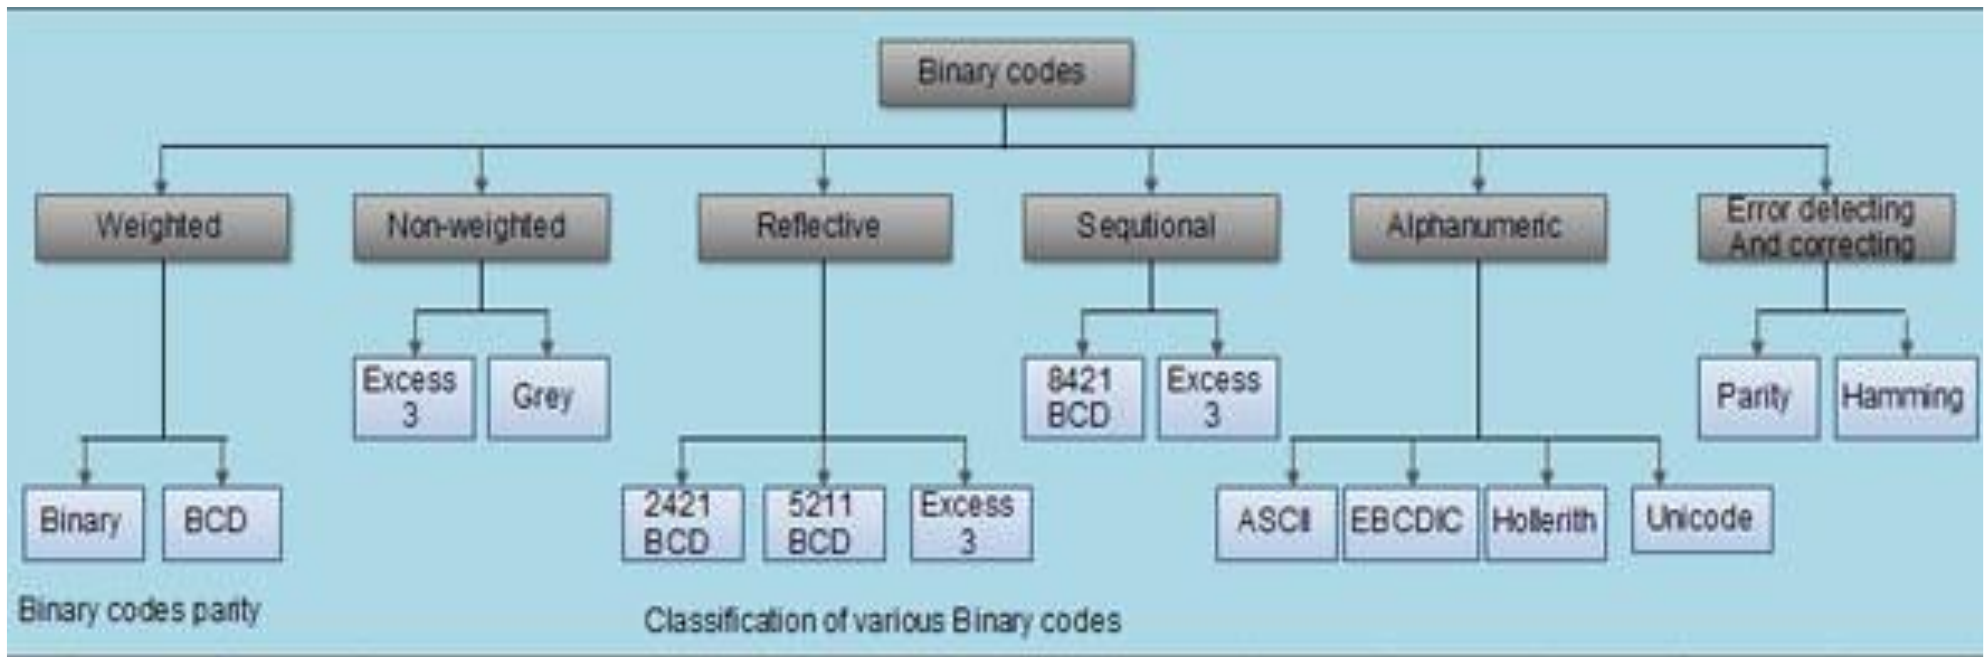 Binary codes
Weighted
Non-weighted
Reflective
Sequtional
Alphanumeric
Error detecting
And correcting
Excess
3
Grey
8421
BCD
Excess
3
Parity
Hamming
Binary
BCD
2421
BCD
5211
BCD
Excess
3
ASCII
EBCDIC
Hollerith
Unicode
Binary codes parity
Classification of various Binary codes